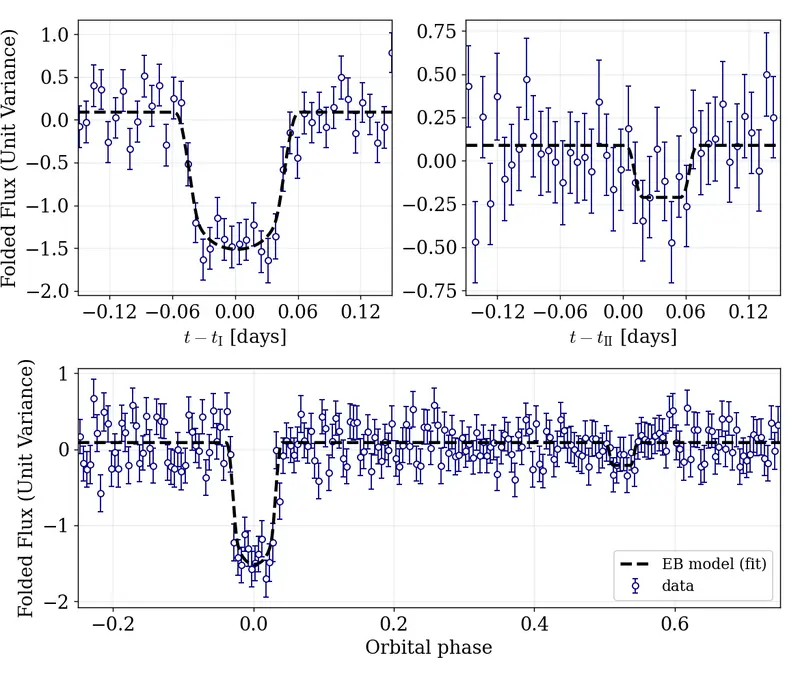 Folded Flux (Unit Variance)
1.0
0.5
0.0
−0.5
−1.0
−1.5
−2.0
−0.12 −0.06 0.00 0.06 0.12
t − tI [days]
0.75
0.50
0.25
0.00
−0.25
−0.50
−0.75
−0.12 −0.06 0.00 0.06 0.12
t − tII [days]
Folded Flux (Unit Variance)
1
0
−1
−2
EB model (fit)
data
−0.2 0.0 0.2 0.4 0.6
Orbital phase